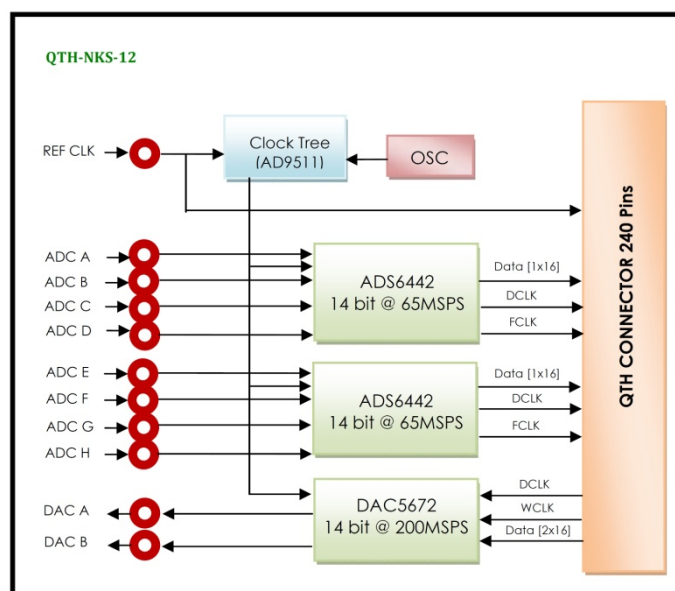 QTH-NKS-12
REF CLK
Clock Tree
(AD9511)
OSC
QTH CONNECTOR 240 Pins
ADC A
ADC B
ADC C
ADC D
ADS6442
14 bit @ 65MSPS
Data [1x16]
DCLK
FCLK
ADC E
ADC F
ADC G
ADC H
ADS6442
14 bit @ 65MSPS
Data [1x16]
DCLK
FCLK
DAC A
DAC B
DAC5672
14 bit @ 200MSPS
DCLK
WCLK
Data [2x16]